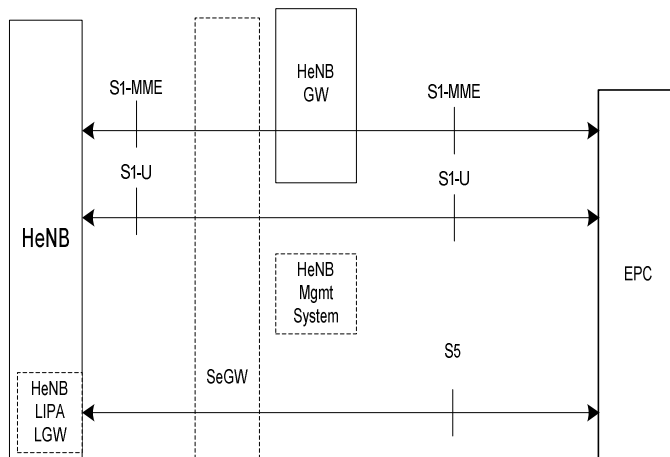 HeNB
GW
S1-MME
S1-MME
S1-U
S1-U
HeNB
HeNB
Mgmt
System
EPC
S5
SeGW
HeNB
LIPA
LGW